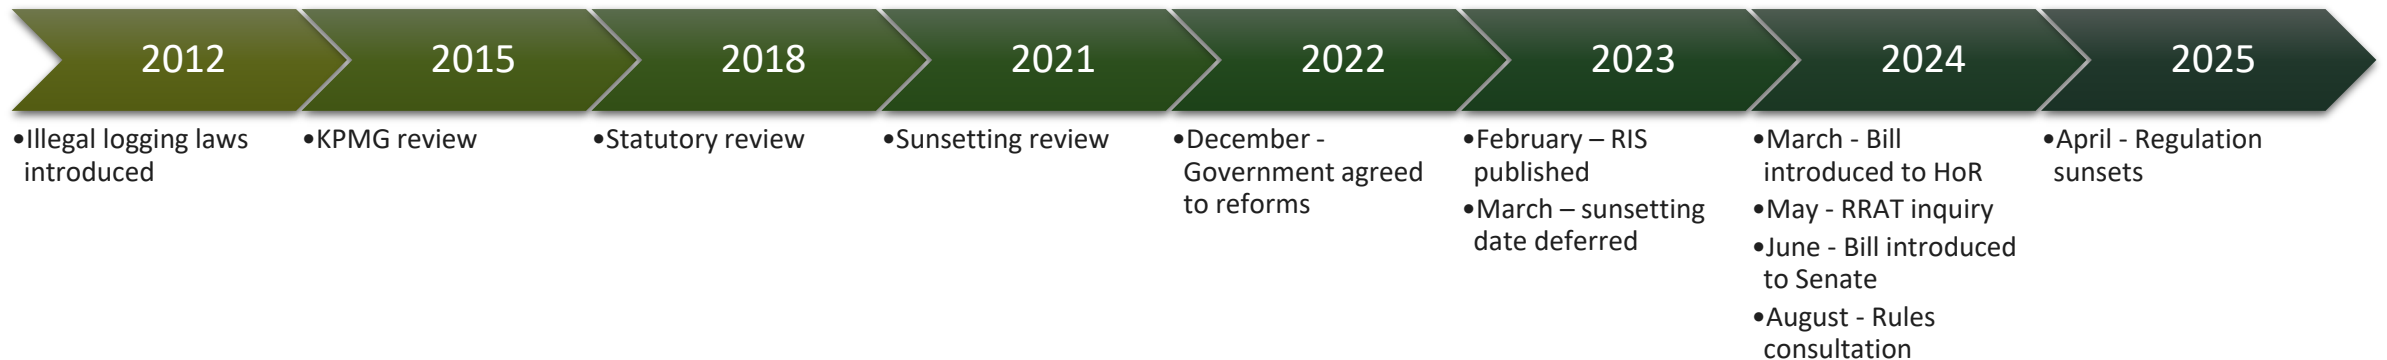 2012
2015
2018
2021
2022
2023
2024
2025
•Illegal logging laws
introduced
•KPMG review
•Statutory review
•Sunsetting review
•December -
Government agreed
to reforms
•February – RIS
published
•March – sunsetting
date deferred
•March - Bill
introduced to HoR
•May - RRAT inquiry
•June - Bill introduced
to Senate
•August - Rules
consultation
•April - Regulation
sunsets